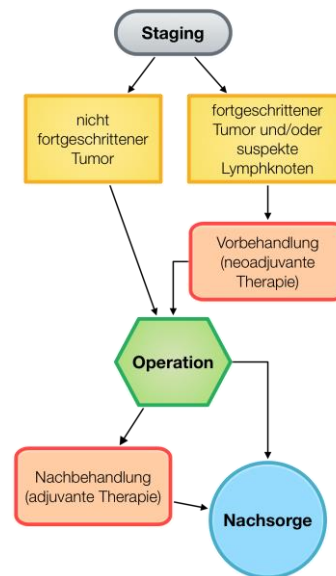 Staging
nicht
fortgeschrittener
Tumor
fortgeschrittener
Tumor und/oder
suspekte
Lymphknoten
Vorbehandlung
(neoadjuvante
Therapie)
Operation
Nachbehandlung
(adjuvante Therapie)
Nachsorge